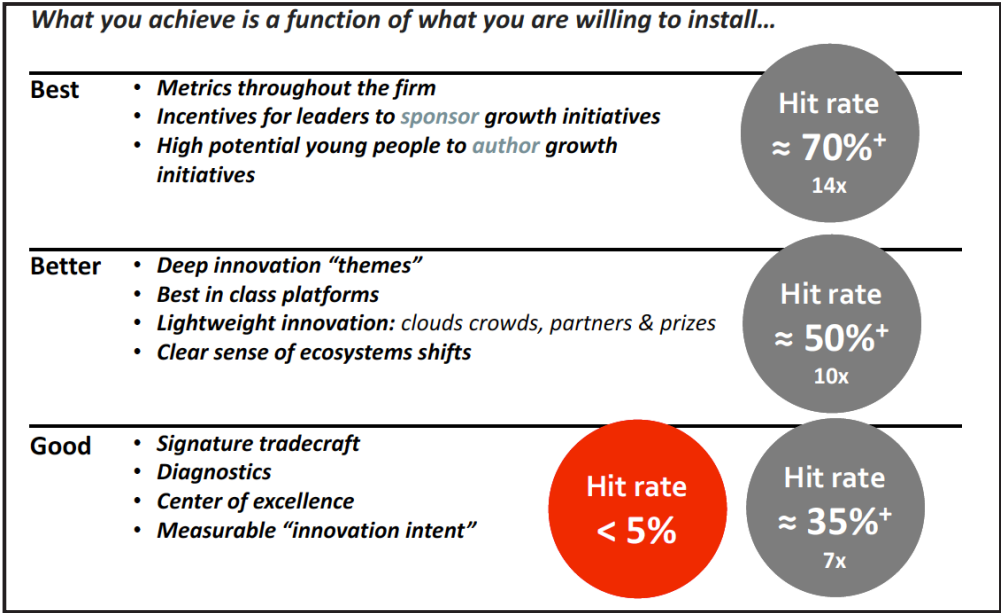 What you achieve is a function of what you are willing to install…
Best
• Metrics throughout the firm
• Incentives for leaders to sponsor growth initiatives
• High potential young people to author growth
initiatives
Hit rate
≈ 70%⁺
14x
Better
• Deep innovation “themes”
• Best in class platforms
• Lightweight innovation: clouds crowds, partners & prizes
• Clear sense of ecosystems shifts
Hit rate
≈ 50%⁺
10x
Good
• Signature tradecraft
• Diagnostics
• Center of excellence
• Measurable “innovation intent”
Hit rate
< 5%
Hit rate
≈ 35%⁺
7x